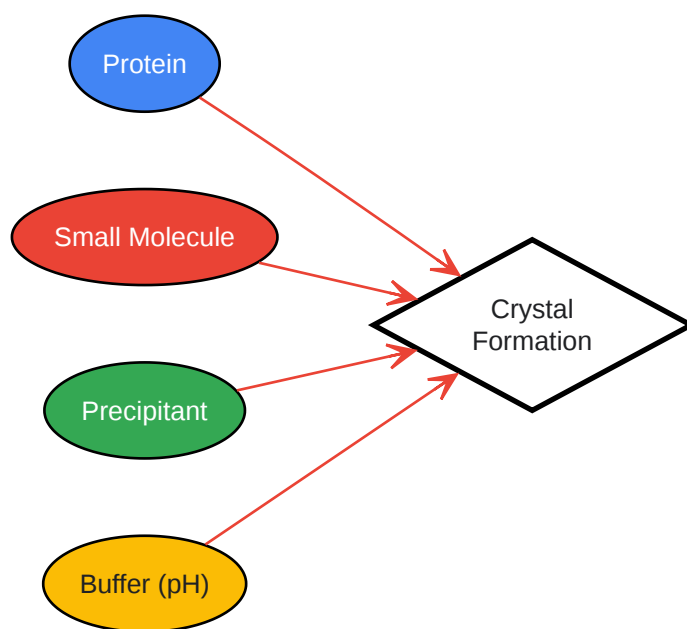 Protein
Small Molecule
Crystal
Formation
Precipitant
Buffer (pH)